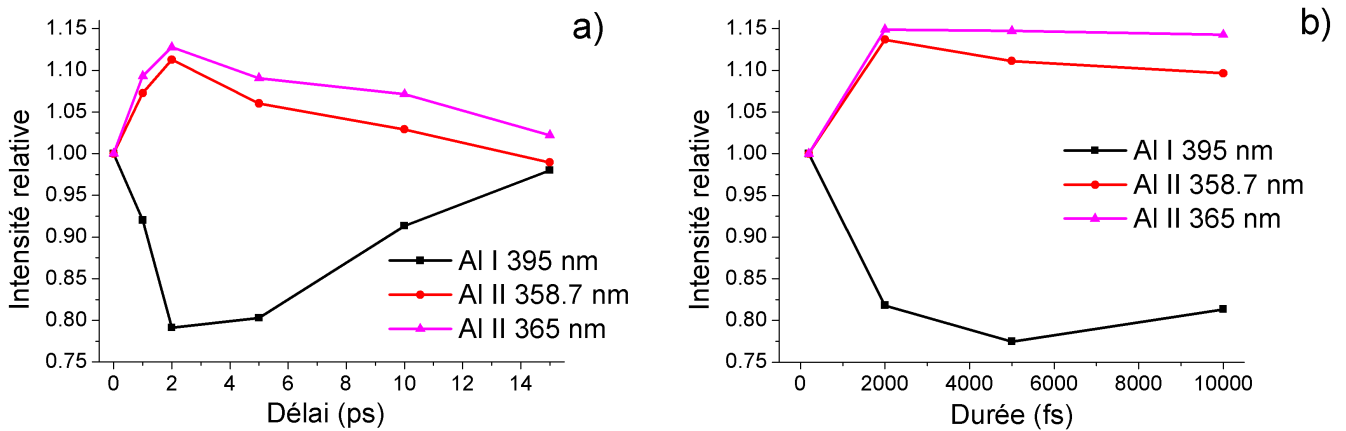 a)
Intensité relative
1.15
1.10
1.05
1.00
0.95
0.90
0.85
0.80
0.75
Al I 395 nm
Al II 358.7 nm
Al II 365 nm
0 2 4 6 8 10 12 14
Délai (ps)
b)
Intensité relative
1.15
1.10
1.05
1.00
0.95
0.90
0.85
0.80
0.75
Al I 395 nm
Al II 358.7 nm
Al II 365 nm
0 2000 4000 6000 8000 10000
Durée (fs)